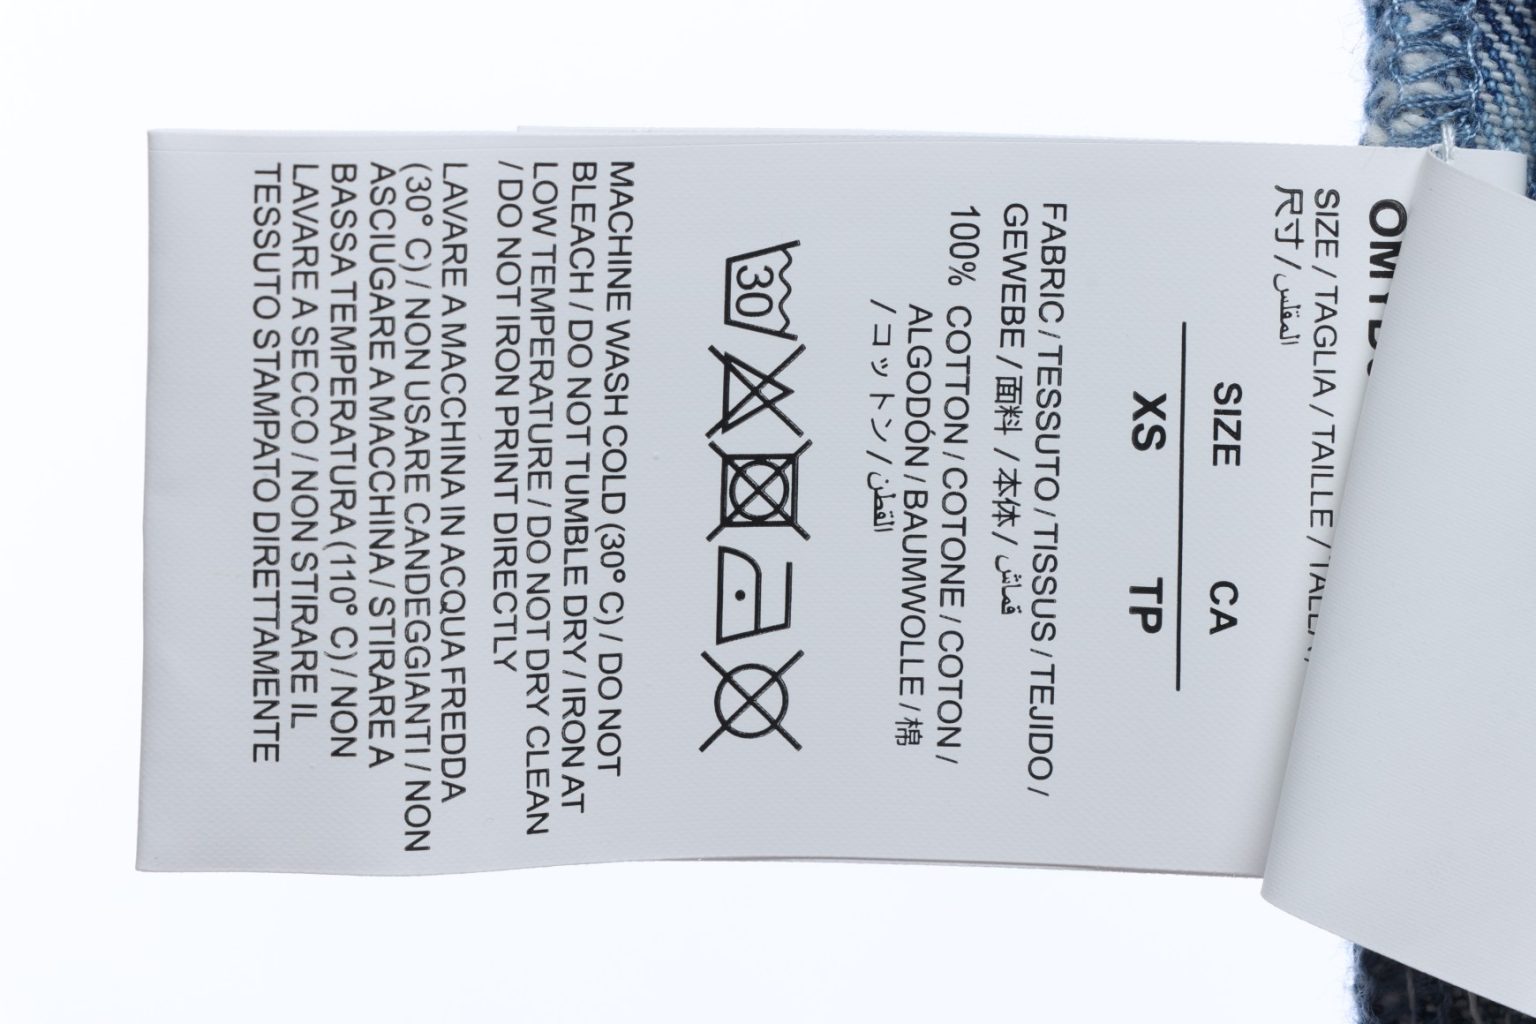 SIZE / TAGLIA / TAILLE /
尺寸 / المقاس
SIZE CA
XS TP
FABRIC / TESSUTO / TISSUS / TEJIDO /
GEWEBE / 面料 / 本体 / قماش
100% COTTON / COTONE / COTON /
ALGODÓN / BAUMWOLLE / 棉
/ コットン / القطن
30
MACHINE WASH COLD (30° C) / DO NOT
BLEACH / DO NOT TUMBLE DRY / IRON AT
LOW TEMPERATURE / DO NOT DRY CLEAN
/ DO NOT IRON PRINT DIRECTLY
LAVARE A MACCHINA IN ACQUA FREDDA
(30° C) / NON USARE CANDEGGIANTI / NON
ASCIUGARE A MACCHINA / STIRARE A
BASSA TEMPERATURA (110° C) / NON
LAVARE A SECCO / NON STIRARE IL
TESSUTO STAMPATO DIRETTAMENTE